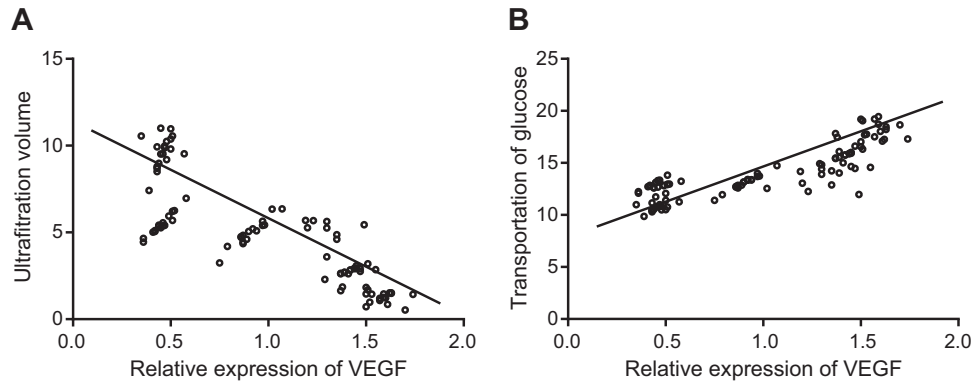 A
Ultrafitration volume
15
10
5
0
0.0 0.5 1.0 1.5 2.0
Relative expression of VEGF
B
Transportation of glucose
25
20
15
10
5
0
0.0 0.5 1.0 1.5 2.0
Relative expression of VEGF